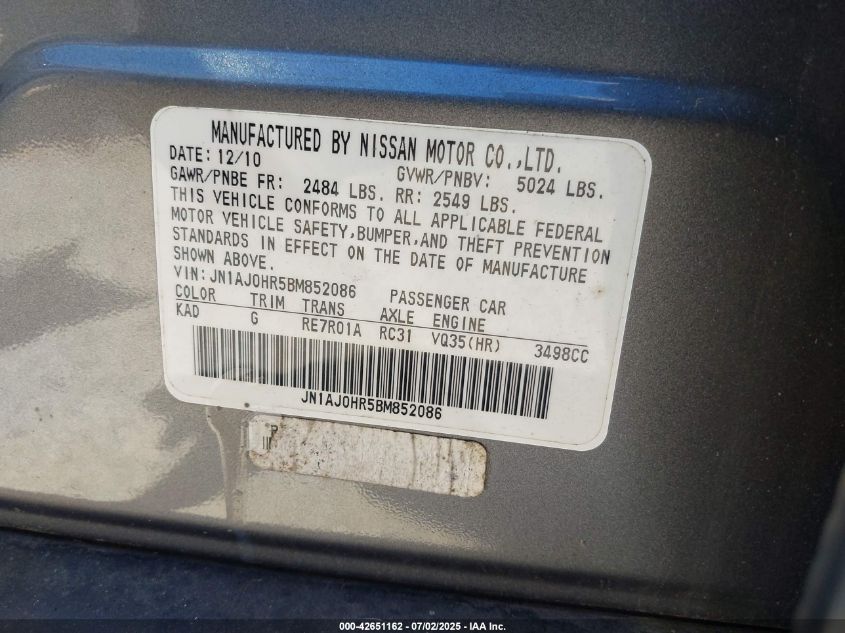 MANUFACTURED BY NISSAN MOTOR CO.,LTD.
DATE: 12/10 GVWR/PNBV: 5024 LBS.
GAWR/PNBE FR: 2484 LBS. RR: 2549 LBS.
THIS VEHICLE CONFORMS TO ALL APPLICABLE FEDERAL
MOTOR VEHICLE SAFETY,BUMPER,AND THEFT PREVENTION
STANDARDS IN EFFECT ON THE DATE OF MANUFACTURE
SHOWN ABOVE.
VIN: JN1AJ0HR5BM852086 PASSENGER CAR
COLOR TRIM TRANS AXLE ENGINE
KAD G RE7R01A RC31 VQ35(HR) 3498CC
JN1AJ0HR5BM852086
P
000-42651162 - 07/02/2025 - IAA Inc.